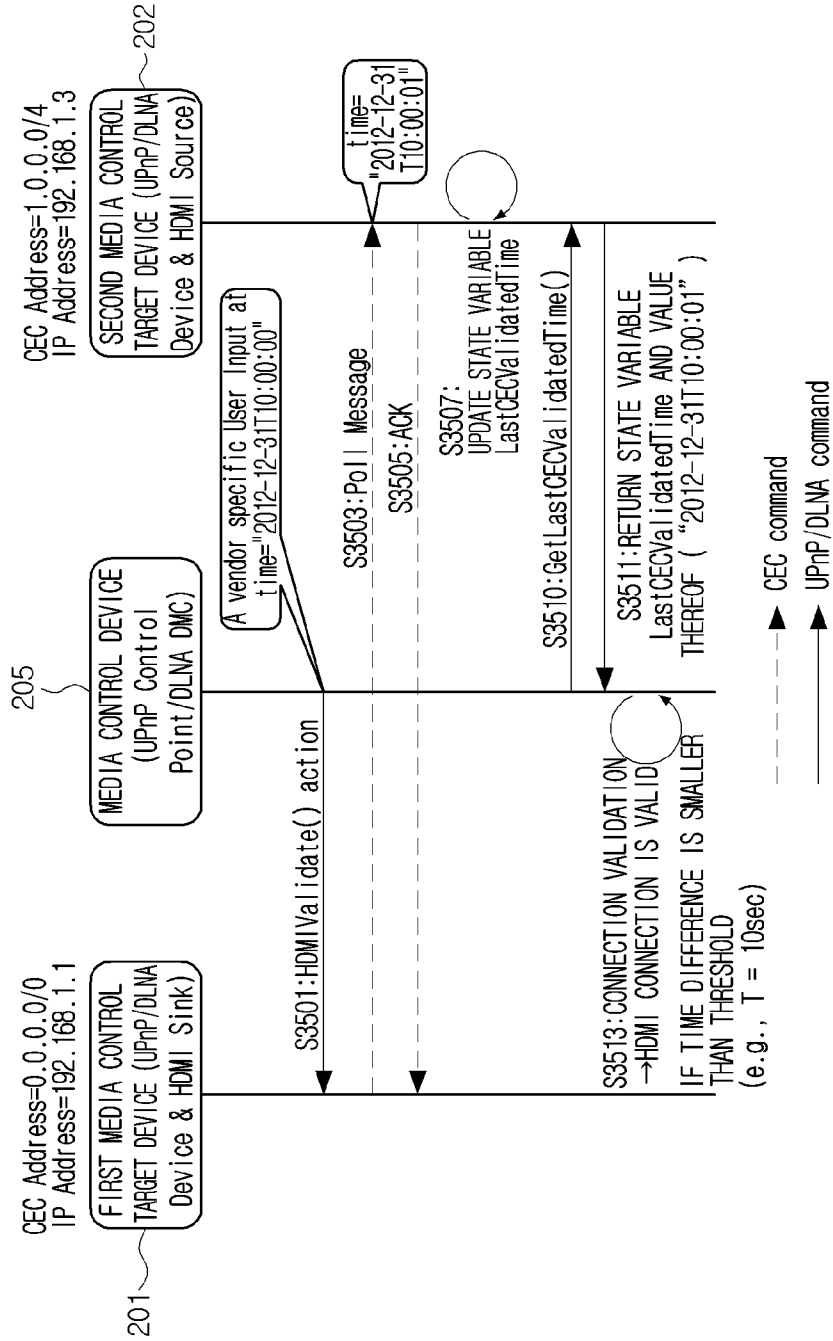 CEC Address=0.0.0.0/0
IP Address=192.168.1.1
FIRST MEDIA CONTROL
TARGET DEVICE (UPnP/DLNA
Device & HDMI Sink)
201
205
MEDIA CONTROL DEVICE
(UPnP Control
Point/DLNA DMC)
CEC Address=1.0.0.0/4
IP Address=192.168.1.3
SECOND MEDIA CONTROL
TARGET DEVICE (UPnP/DLNA
Device & HDMI Source)
202
A vendor specific User Input at
time="2012-12-31T10:00:00"
S3501:HDMIValidate() action
S3503:Poll Message
time=
"2012-12-31
T10:00:01"
S3505:ACK
S3507:
UPDATE STATE VARIABLE
LastCECValidatedTime
S3510:GetLastCECValidatedTime()
S3511:RETURN STATE VARIABLE
LastCECValidatedTime AND VALUE
THEREOF ( “2012-12-31T10:00:01” )
S3513:CONNECTION VALIDATION
→HDMI CONNECTION IS VALID
IF TIME DIFFERENCE IS SMALLER
THAN THRESHOLD
(e.g., T = 10sec)
CEC command
UPnP/DLNA command